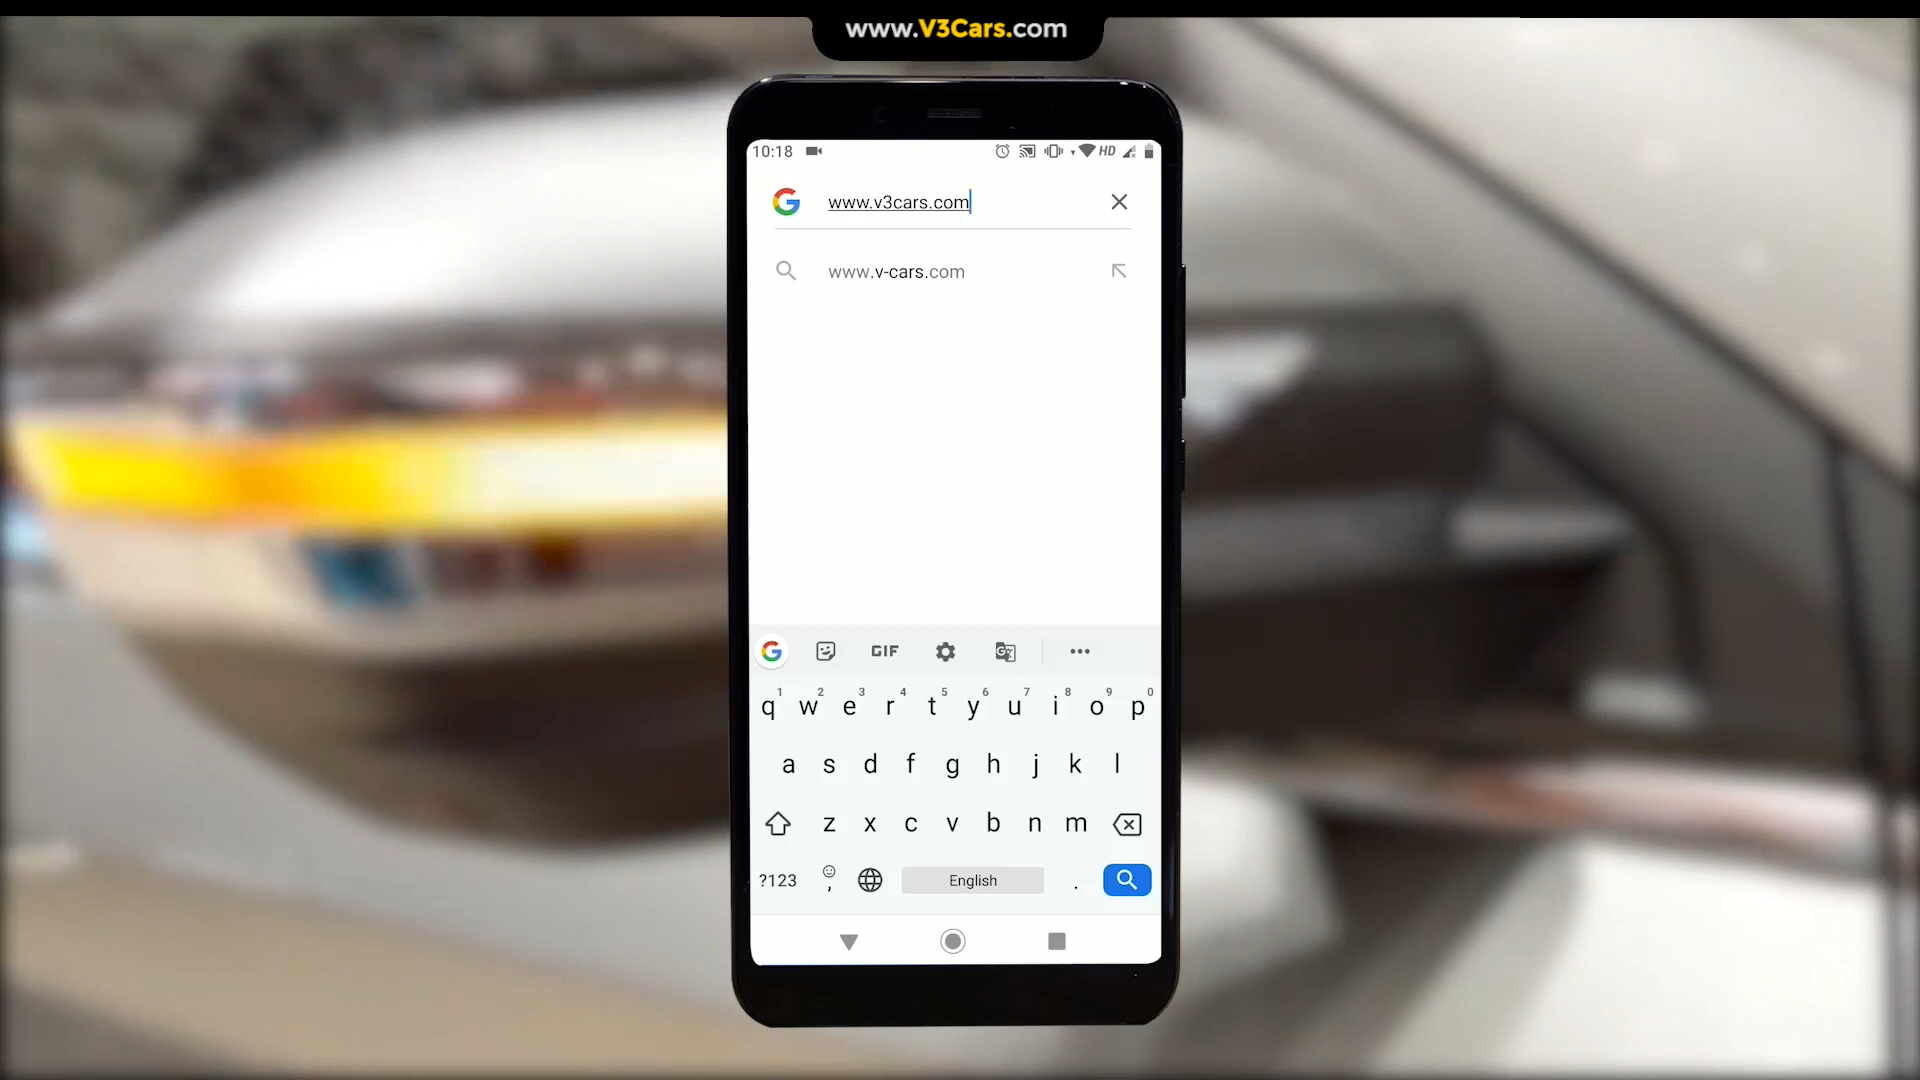 www.V3Cars.com
10:18
HD
www.v3cars.com
www.v-cars.com
GIF
1 2 3 4 5 6 7 8 9 0
q w e r t y u i o p
a s d f g h j k l
z x c v b n m
?123 , English .